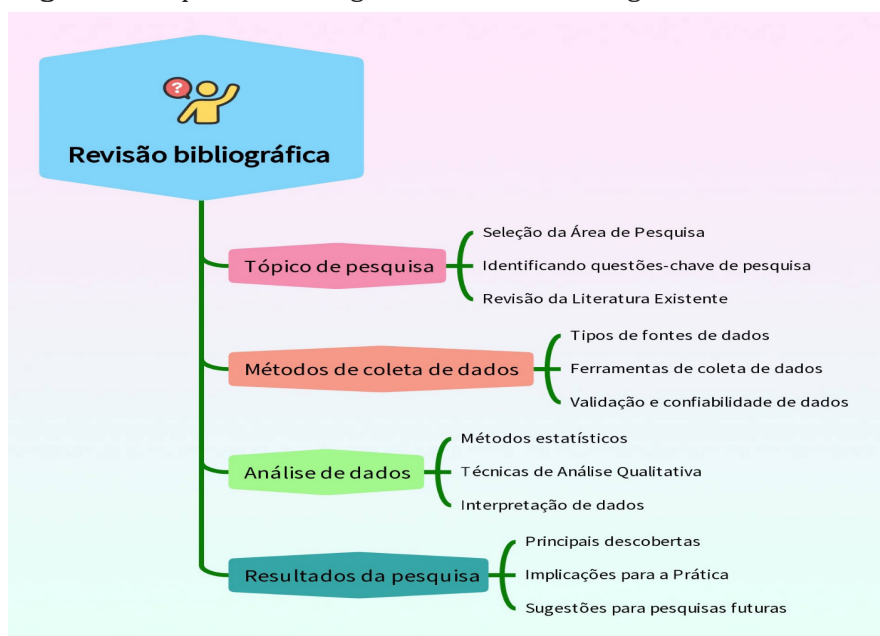 ?
Revisão bibliográfica
Tópico de pesquisa
Seleção da Área de Pesquisa
Identificando questões-chave de pesquisa
Revisão da Literatura Existente
Métodos de coleta de dados
Tipos de fontes de dados
Ferramentas de coleta de dados
Validação e confiabilidade de dados
Análise de dados
Métodos estatísticos
Técnicas de Análise Qualitativa
Interpretação de dados
Resultados da pesquisa
Principais descobertas
Implicações para a Prática
Sugestões para pesquisas futuras